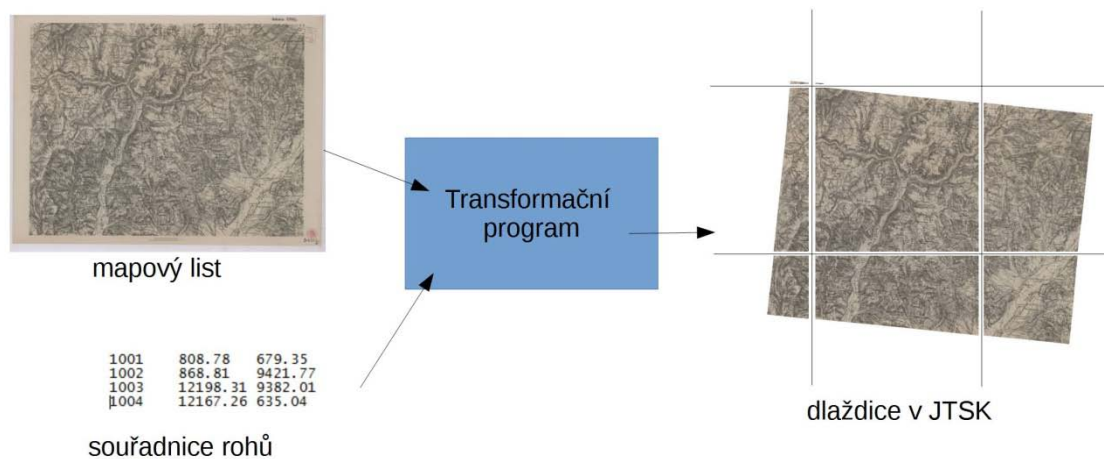 mapový list
Transformační
program
1001 808.78 679.35
1002 868.81 9421.77
1003 12198.31 9382.01
1004 12167.26 635.04
souřadnice rohů
dlaždice v JTSK